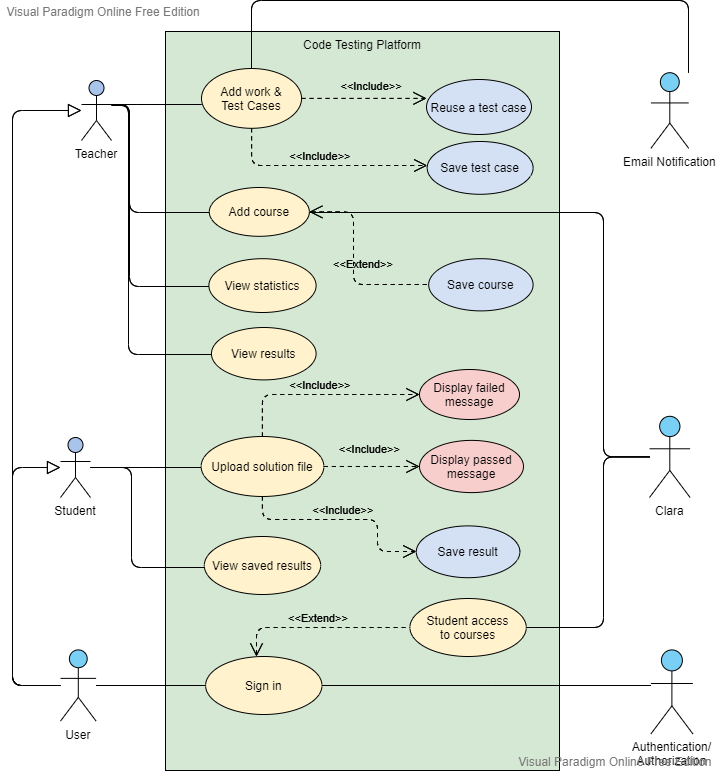 Visual Paradigm Online Free Edition
Code Testing Platform
Add work &
Test Cases
<<Include>>
Reuse a test case
Teacher
<<Include>>
Save test case
Email Notification
Add course
<<Extend>>
View statistics
Save course
View results
<<Include>>
Display failed
message
Upload solution file
<<Include>>
Display passed
message
Student
Clara
<<Include>>
Save result
View saved results
<<Extend>>
Student access
to courses
Sign in
User
Authentication/
Authorization
Visual Paradigm Online Free Edition